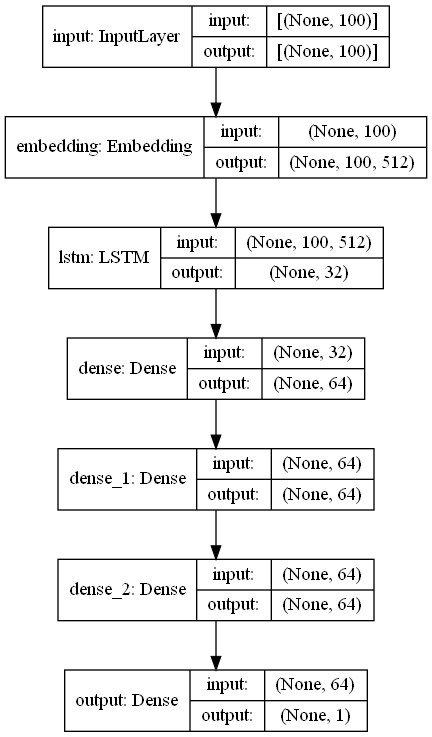 input: InputLayer
input: [(None, 100)]
output: [(None, 100)]
embedding: Embedding
input: (None, 100)
output: (None, 100, 512)
lstm: LSTM
input: (None, 100, 512)
output: (None, 32)
dense: Dense
input: (None, 32)
output: (None, 64)
dense_1: Dense
input: (None, 64)
output: (None, 64)
dense_2: Dense
input: (None, 64)
output: (None, 64)
output: Dense
input: (None, 64)
output: (None, 1)